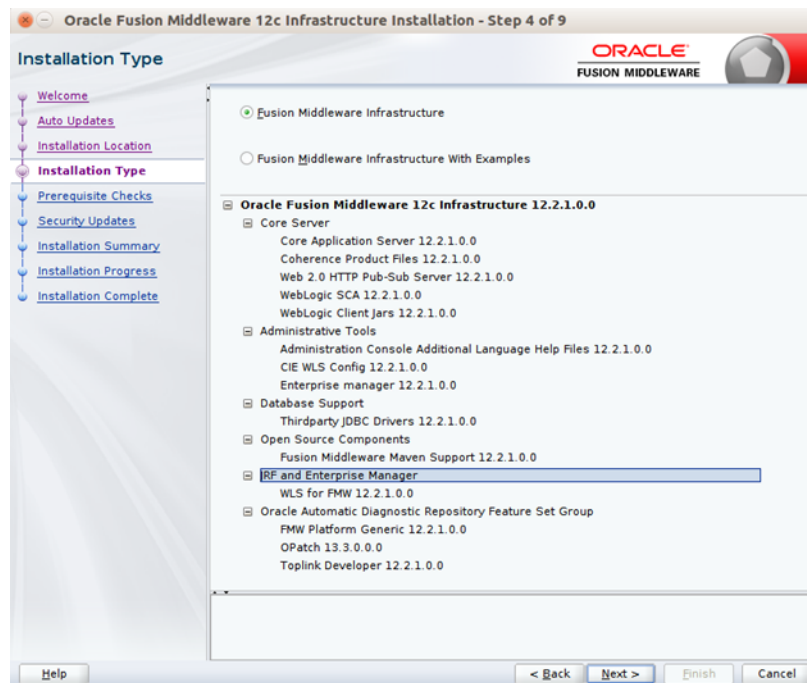 Oracle Fusion Middleware 12c Infrastructure Installation - Step 4 of 9
Installation Type
ORACLE
FUSION MIDDLEWARE
Welcome
Auto Updates
Installation Location
Installation Type
Prerequisite Checks
Security Updates
Installation Summary
Installation Progress
Installation Complete
Fusion Middleware Infrastructure
Fusion Middleware Infrastructure With Examples
Oracle Fusion Middleware 12c Infrastructure 12.2.1.0.0
Core Server
Core Application Server 12.2.1.0.0
Coherence Product Files 12.2.1.0.0
Web 2.0 HTTP Pub-Sub Server 12.2.1.0.0
WebLogic SCA 12.2.1.0.0
WebLogic Client Jars 12.2.1.0.0
Administrative Tools
Administration Console Additional Language Help Files 12.2.1.0.0
CIE WLS Config 12.2.1.0.0
Enterprise manager 12.2.1.0.0
Database Support
Thirdparty JDBC Drivers 12.2.1.0.0
Open Source Components
Fusion Middleware Maven Support 12.2.1.0.0
JRF and Enterprise Manager
WLS for FMW 12.2.1.0.0
Oracle Automatic Diagnostic Repository Feature Set Group
FMW Platform Generic 12.2.1.0.0
OPatch 13.3.0.0.0
Toplink Developer 12.2.1.0.0
Help
< Back
Next >
Finish
Cancel